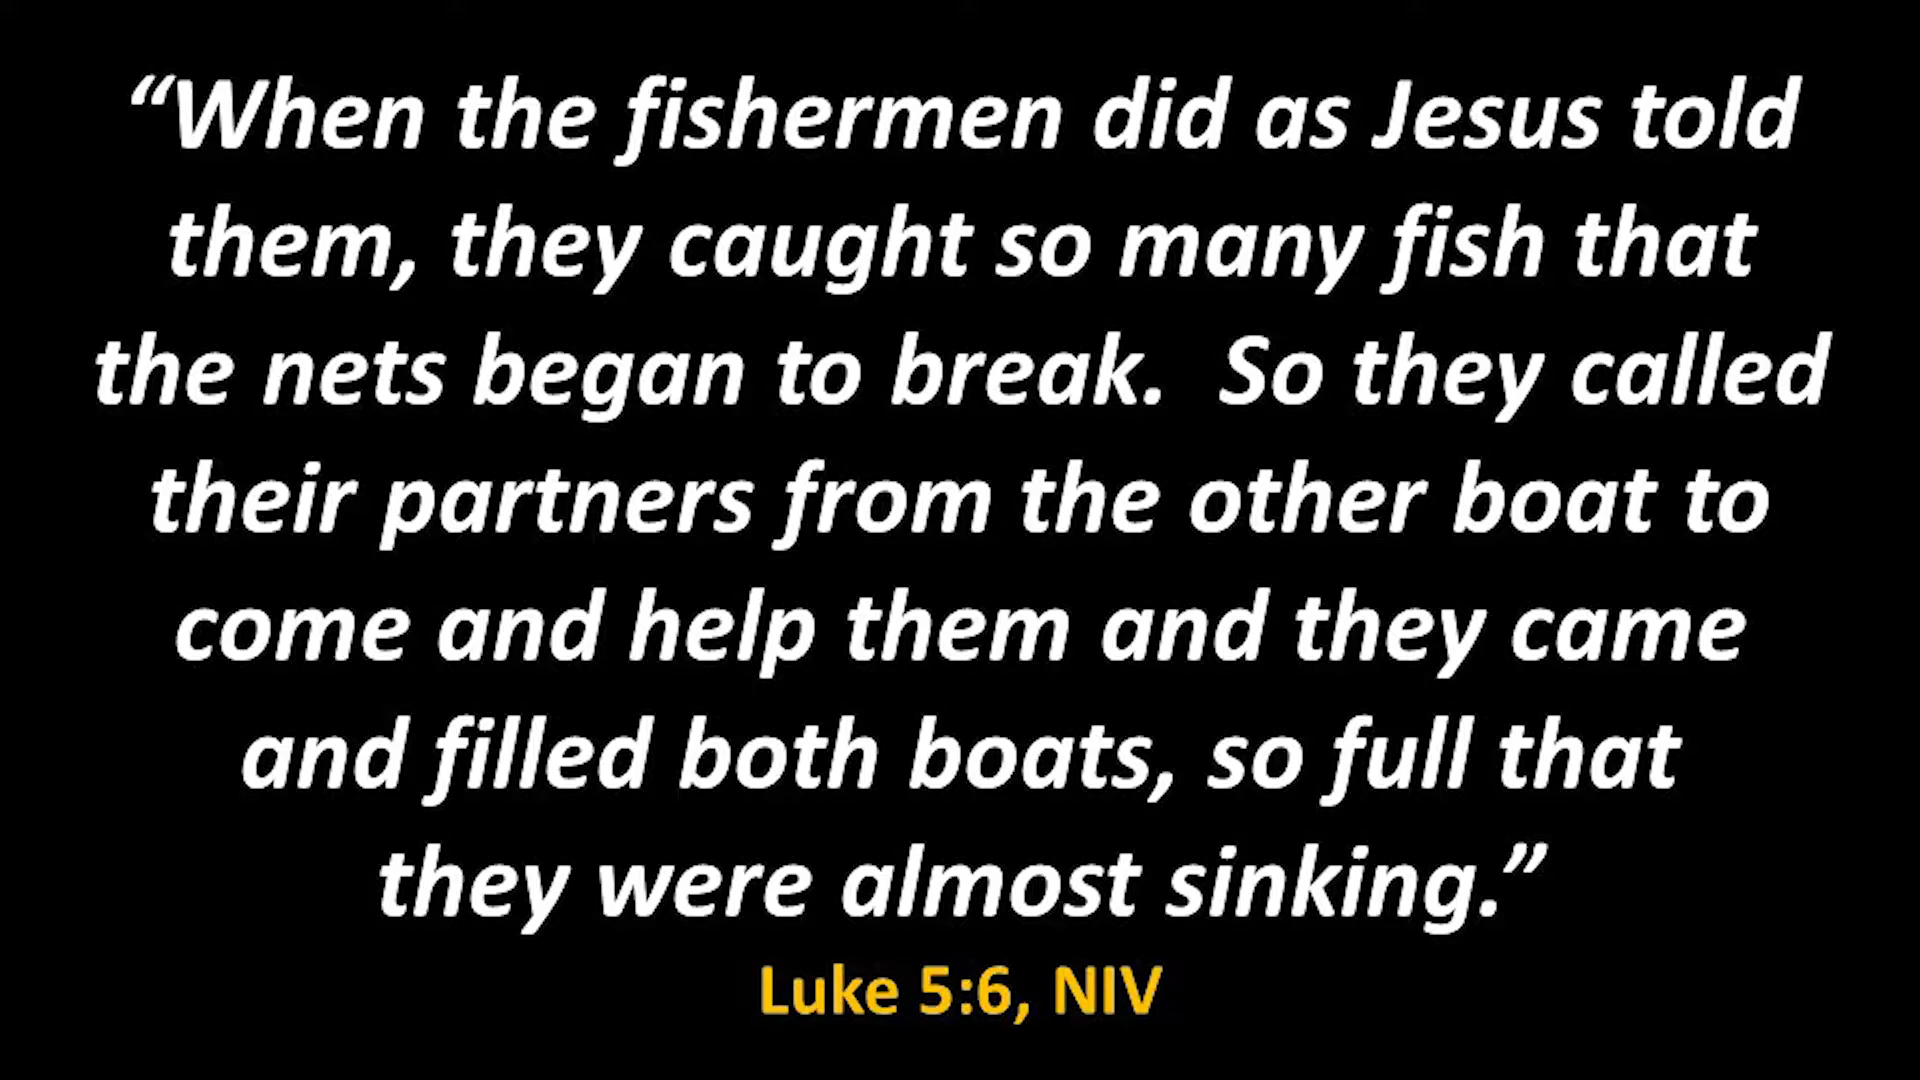 “When the fishermen did as Jesus told
them, they caught so many fish that
the nets began to break.  So they called
their partners from the other boat to
come and help them and they came
and filled both boats, so full that
they were almost sinking.”
Luke 5:6, NIV